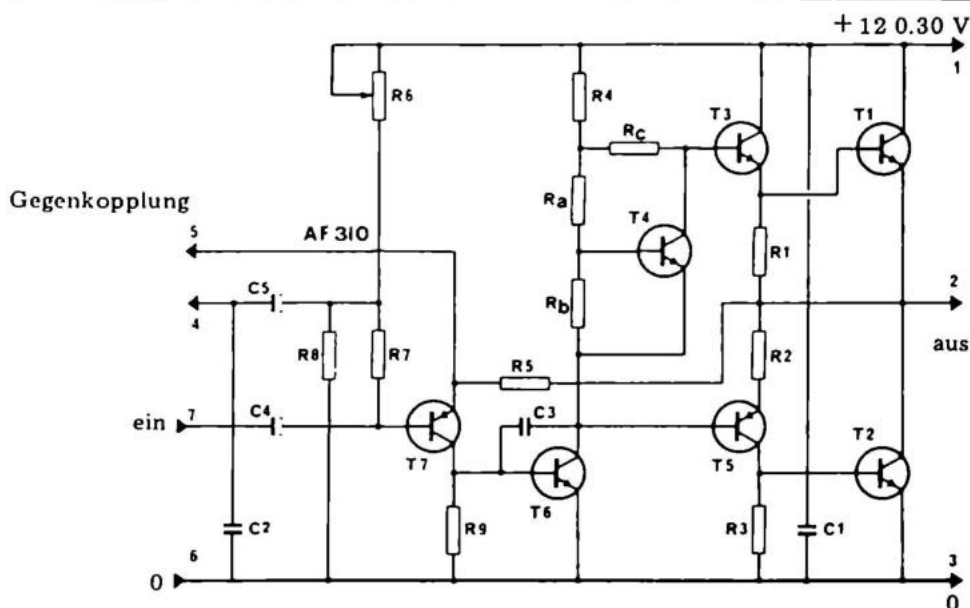 + 12 0.30 V
1
R6
R4
T3
T1
Rc
Gegenkopplung
Ra
5
AF 310
T4
R1
C5
2
4
Rb
R8
R7
R2
aus
R5
ein
7
C4
C3
T7
T5
T2
T6
C2
R9
R3
C1
6
3
0
0